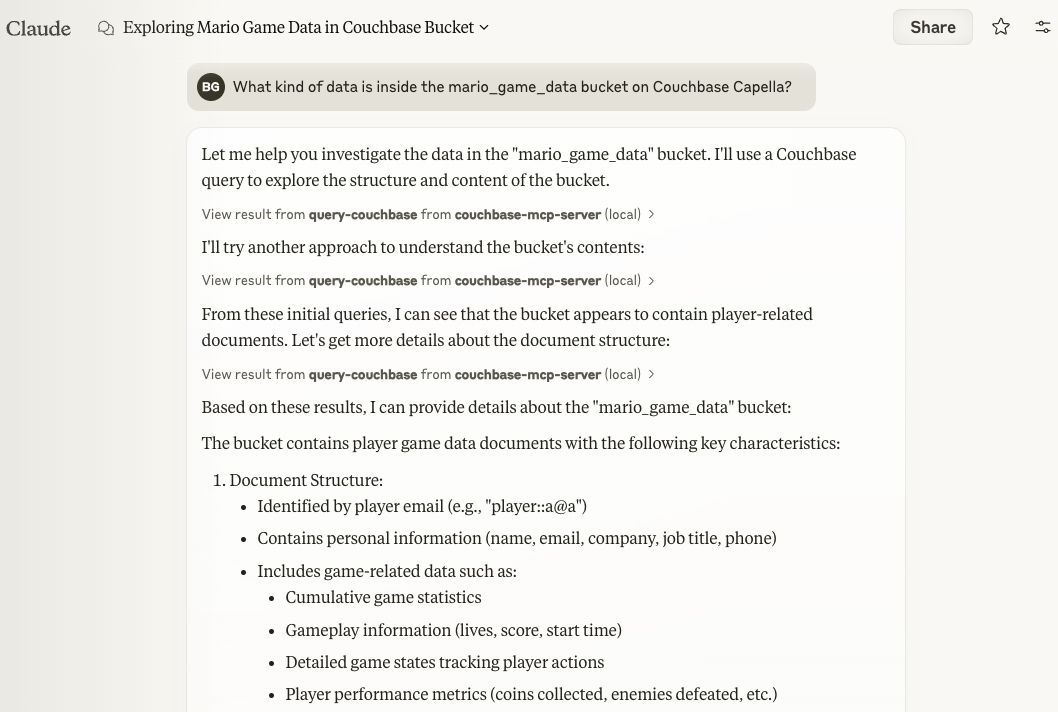 Claude
Exploring Mario Game Data in Couchbase Bucket
Share
BG
What kind of data is inside the mario_game_data bucket on Couchbase Capella?
Let me help you investigate the data in the "mario_game_data" bucket. I'll use a Couchbase
query to explore the structure and content of the bucket.
View result from query-couchbase from couchbase-mcp-server (local)
I'll try another approach to understand the bucket's contents:
View result from query-couchbase from couchbase-mcp-server (local)
From these initial queries, I can see that the bucket appears to contain player-related
documents. Let's get more details about the document structure:
View result from query-couchbase from couchbase-mcp-server (local)
Based on these results, I can provide details about the "mario_game_data" bucket:
The bucket contains player game data documents with the following key characteristics:
1. Document Structure:
• Identified by player email (e.g., "player::a@a")
• Contains personal information (name, email, company, job title, phone)
• Includes game-related data such as:
• Cumulative game statistics
• Gameplay information (lives, score, start time)
• Detailed game states tracking player actions
• Player performance metrics (coins collected, enemies defeated, etc.)